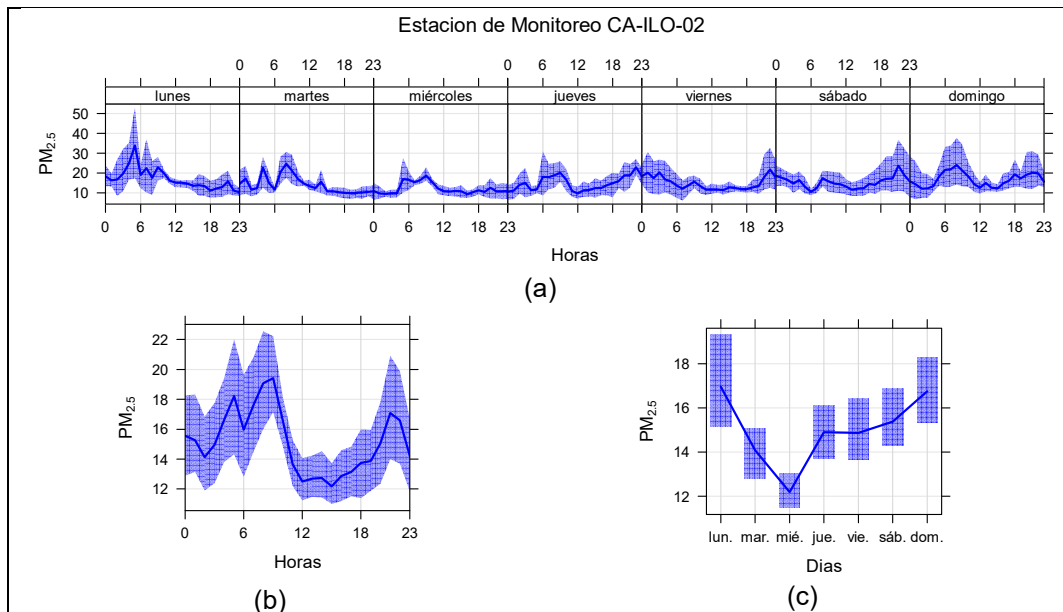 Estacion de Monitoreo CA-ILO-02
0 6 12 18 23 0 6 12 18 23 0 6 12 18 23
lunes martes miércoles jueves viernes sábado domingo
PM2.5
50
40
30
20
10
0 6 12 18 23 0 6 12 18 23 0 6 12 18 23 0 6 12 18 23
Horas
(a)
PM2.5
22
20
18
16
14
12
0 6 12 18 23
Horas
(b)
PM2.5
18
16
14
12
lun. mar. mié. jue. vie. sáb. dom.
Dias
(c)